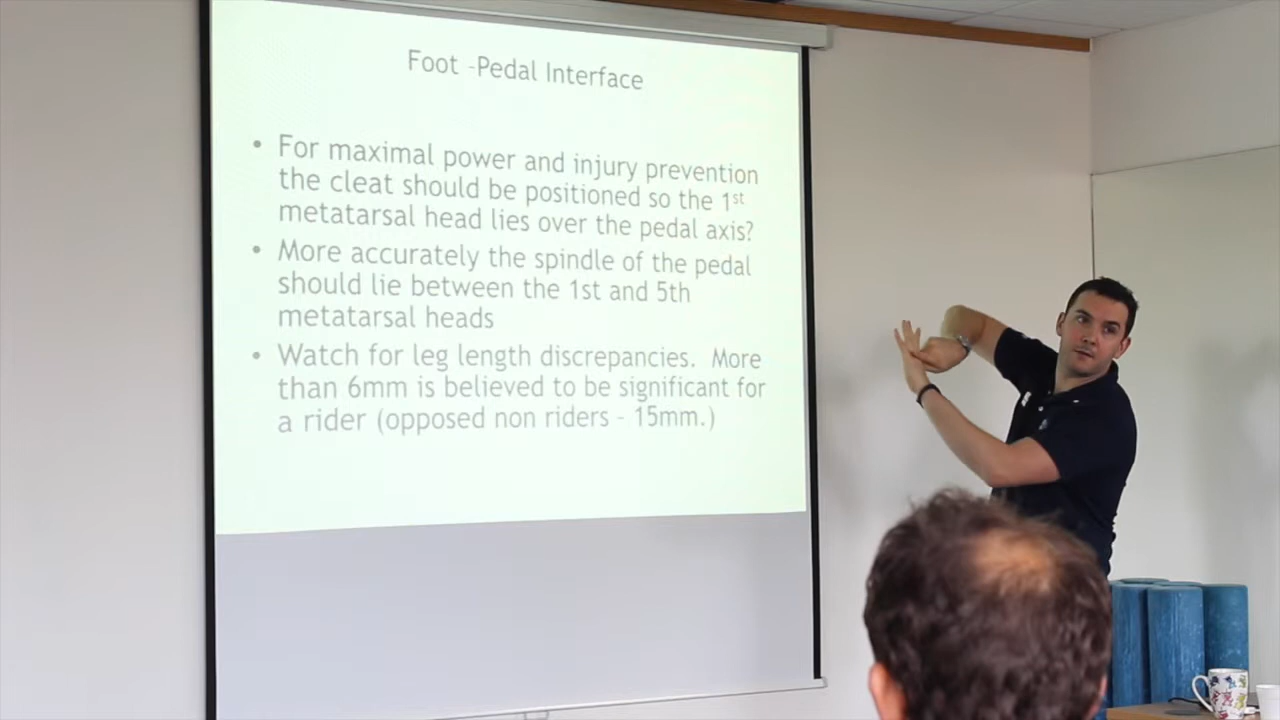 Foot -Pedal Interface
• For maximal power and injury prevention
the cleat should be positioned so the 1st
metatarsal head lies over the pedal axis?
• More accurately the spindle of the pedal
should lie between the 1st and 5th
metatarsal heads
• Watch for leg length discrepancies. More
than 6mm is believed to be significant for
a rider (opposed non riders - 15mm.)